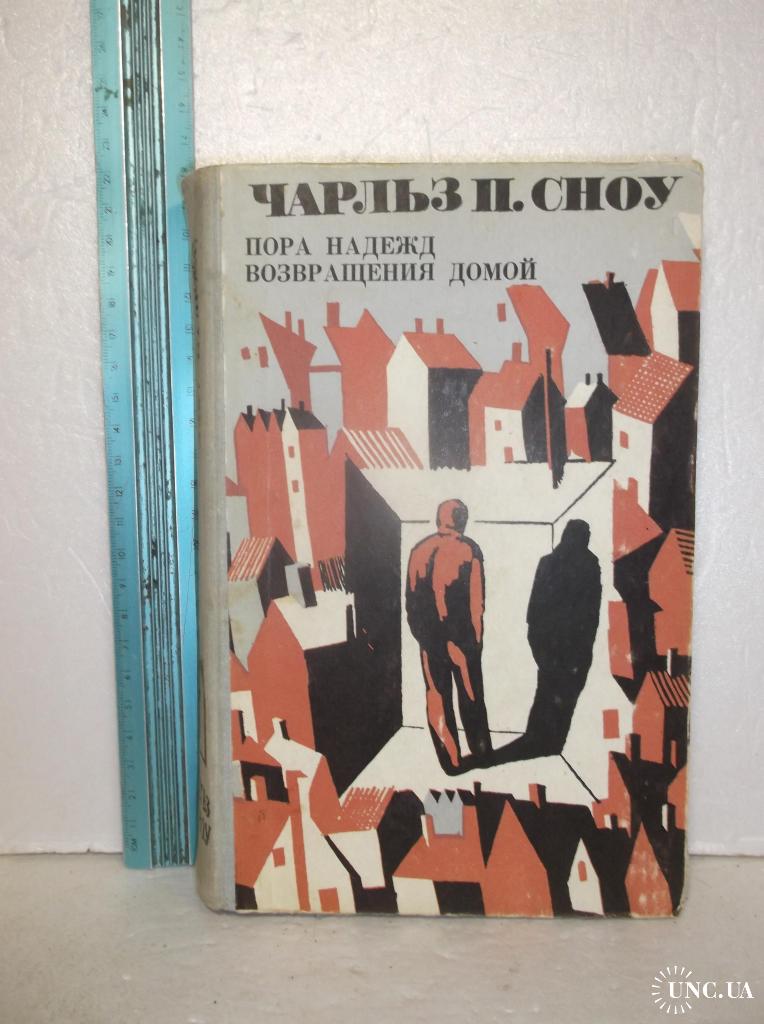 ЧАРЛЬЗ П. СНОУ
ПОРА НАДЕЖД
ВОЗВРАЩЕНИЯ ДОМОЙ
UNC.UA